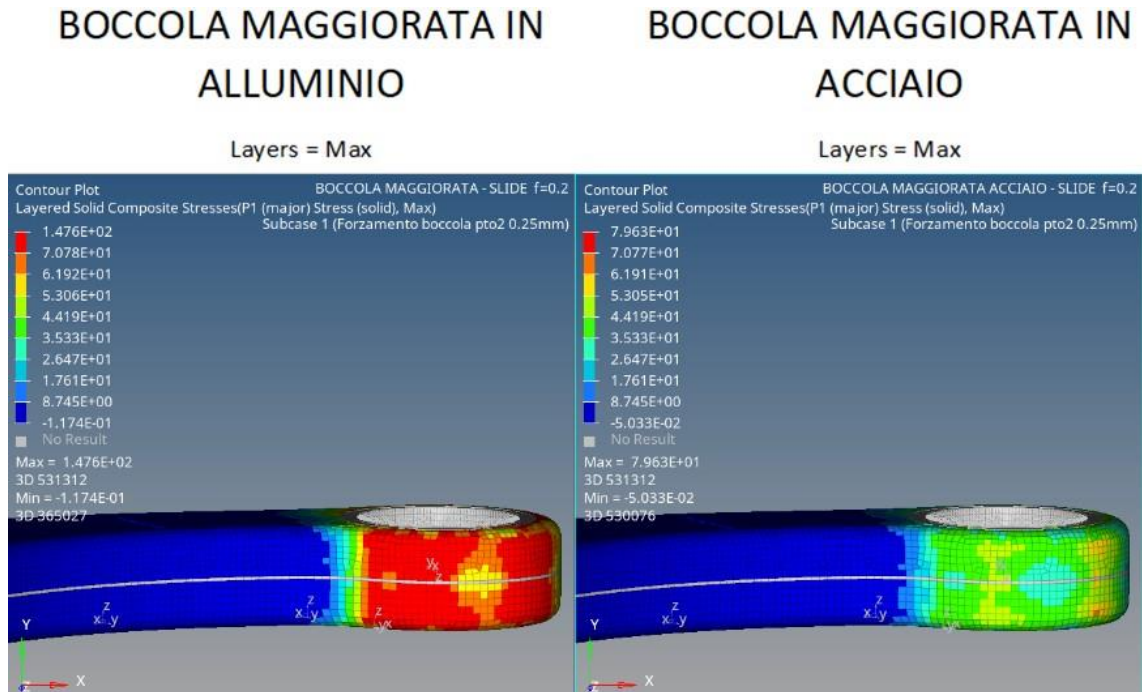 BOCCOLA MAGGIORATA IN
ALLUMINIO
Layers = Max
Contour Plot
BOCCOLA MAGGIORATA - SLIDE f=0.2
Layered Solid Composite Stresses(P1 (major) Stress (solid), Max)
Subcase 1 (Forzamento boccola pto2 0.25mm)
1.476E+02
7.078E+01
6.192E+01
5.306E+01
4.419E+01
3.533E+01
2.647E+01
1.761E+01
8.745E+00
-1.174E-01
No Result
Max = 1.476E+02
3D 531312
Min = -1.174E-01
3D 365027
y x
z
z
x y
z
x y
z
y x
Y
Z X
BOCCOLA MAGGIORATA IN
ACCIAIO
Layers = Max
Contour Plot
BOCCOLA MAGGIORATA ACCIAIO - SLIDE f=0.2
Layered Solid Composite Stresses(P1 (major) Stress (solid), Max)
Subcase 1 (Forzamento boccola pto2 0.25mm)
7.963E+01
7.077E+01
6.191E+01
5.305E+01
4.419E+01
3.533E+01
2.647E+01
1.761E+01
8.745E+00
-5.033E-02
No Result
Max = 7.963E+01
3D 531312
Min = -5.033E-02
3D 530076
y x
z
z
x y
z
x y
z
y x
Y
Z X